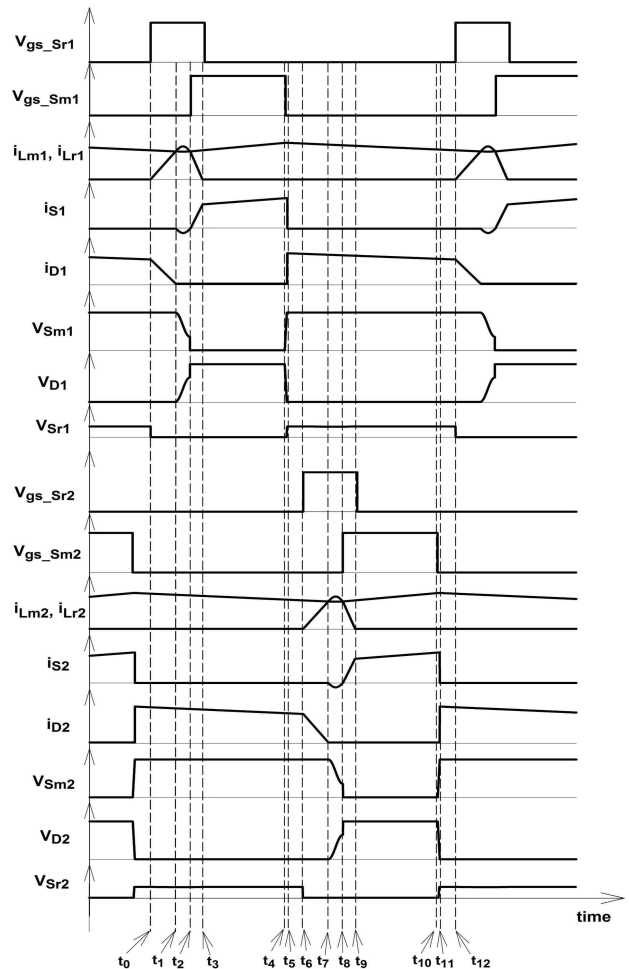 Vgs_Sr1
Vgs_Sm1
iLm1, iLr1
iS1
iD1
VSm1
VD1
VSr1
Vgs_Sr2
Vgs_Sm2
iLm2, iLr2
iS2
iD2
VSm2
VD2
VSr2
time
t0 t1 t2 t3 t4 t5 t6 t7 t8 t9 t10 t11 t12